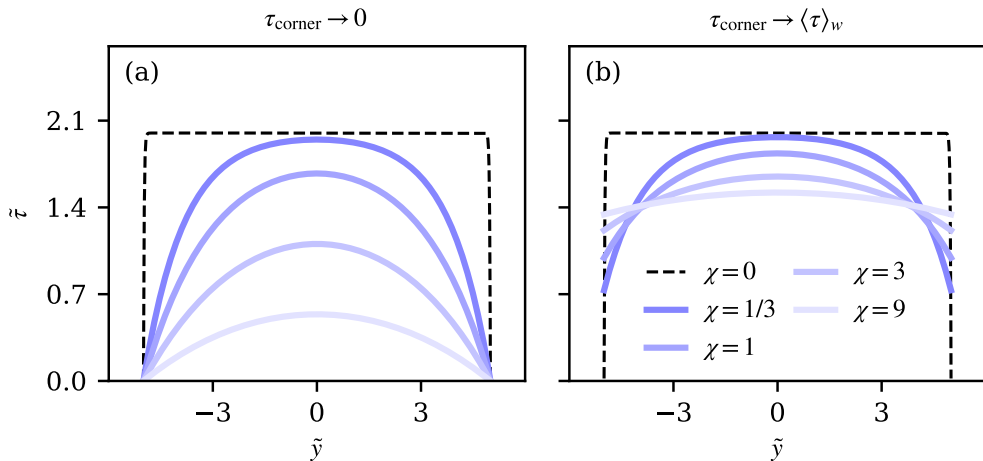 τ_corner → 0
τ_corner → ⟨τ⟩_w
(a)
(b)
2.1
1.4
0.7
0.0
τ̃
−3
0
3
−3
0
3
ỹ
ỹ
χ = 0
χ = 1/3
χ = 1
χ = 3
χ = 9